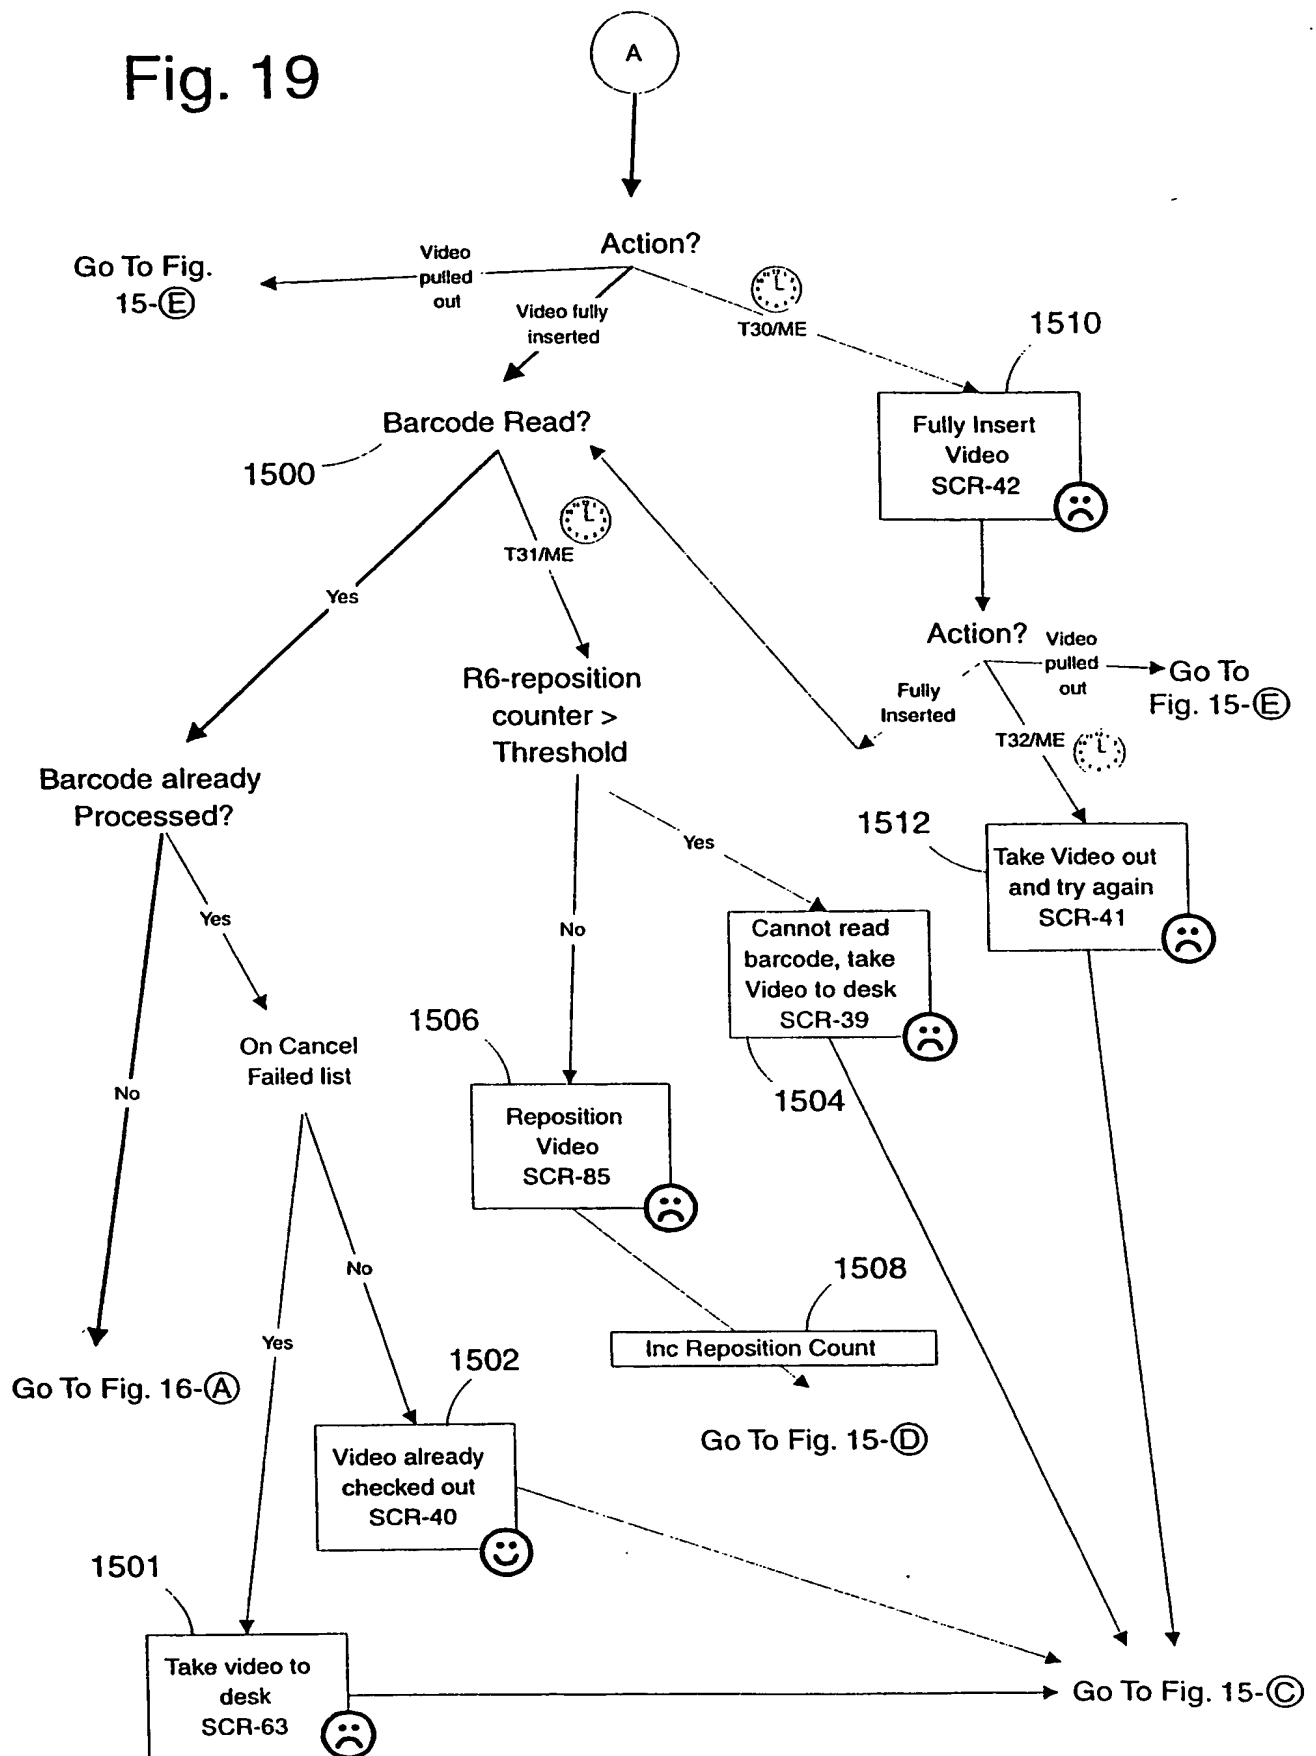 Fig. 19
A
Action?
Video
pulled
out
Go To Fig.
15-E
Video fully
inserted
T30/ME
1510
Fully Insert
Video
SCR-42
Barcode Read?
1500
T31/ME
Yes
Action?
Video
pulled
out
Go To
Fig. 15-E
Fully
Inserted
T32/ME
R6-reposition
counter >
Threshold
Barcode already
Processed?
1512
Take Video out
and try again
SCR-41
Yes
Yes
No
Cannot read
barcode, take
Video to desk
SCR-39
1504
On Cancel
Failed list
1506
Reposition
Video
SCR-85
No
No
Yes
1508
Inc Reposition Count
Go To Fig. 16-A
1502
Video already
checked out
SCR-40
Go To Fig. 15-D
1501
Take video to
desk
SCR-63
Go To Fig. 15-C